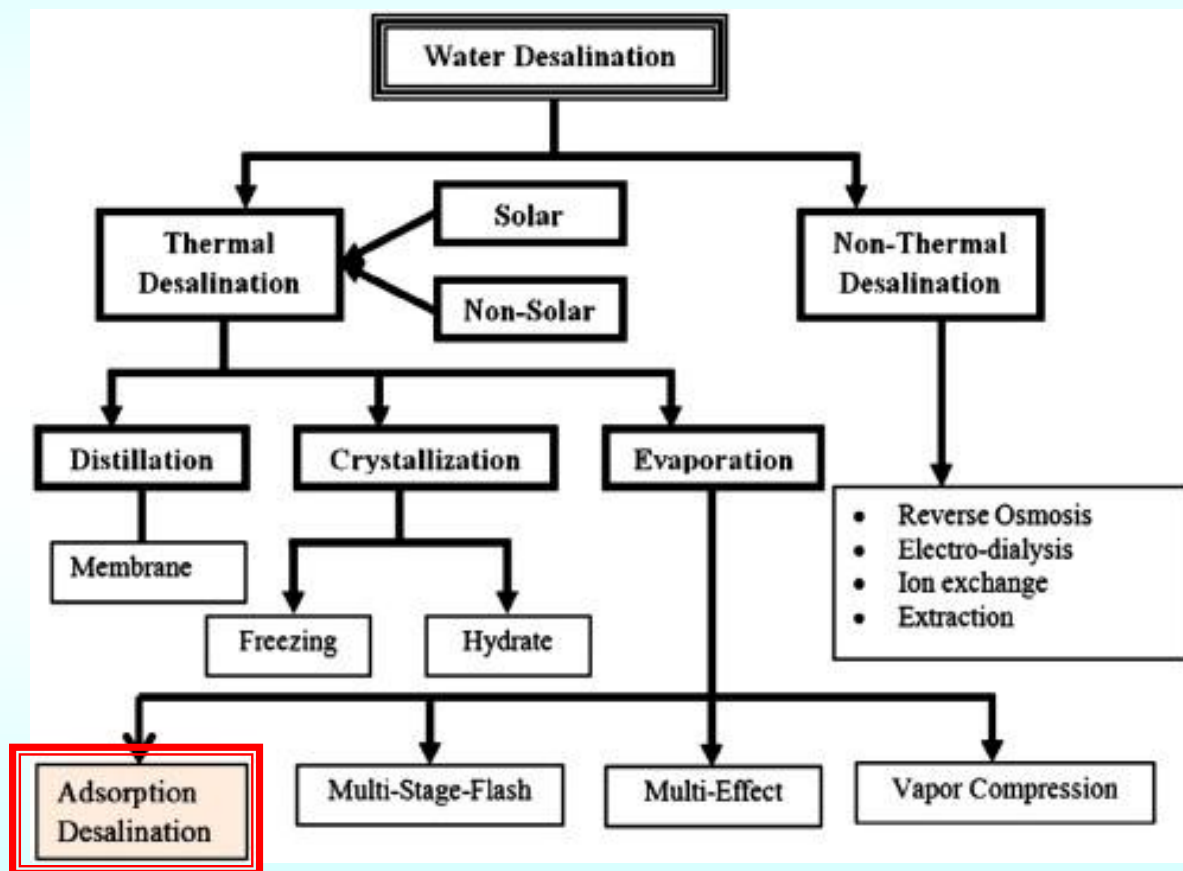 Water Desalination
Thermal
Desalination
Solar
Non-Solar
Non-Thermal
Desalination
Distillation
Crystallization
Evaporation
Membrane
Freezing
Hydrate
• Reverse Osmosis
• Electro-dialysis
• Ion exchange
• Extraction
Adsorption
Desalination
Multi-Stage-Flash
Multi-Effect
Vapor Compression